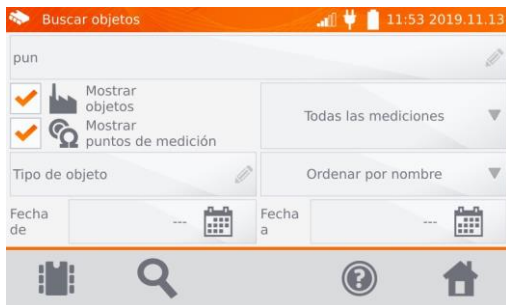 Buscar objetos 11:53 2019.11.13
pun
Mostrar
objetos
Mostrar
puntos de medición
Todas las mediciones
Tipo de objeto
Ordenar por nombre
Fecha
de
---
Fecha
a
---